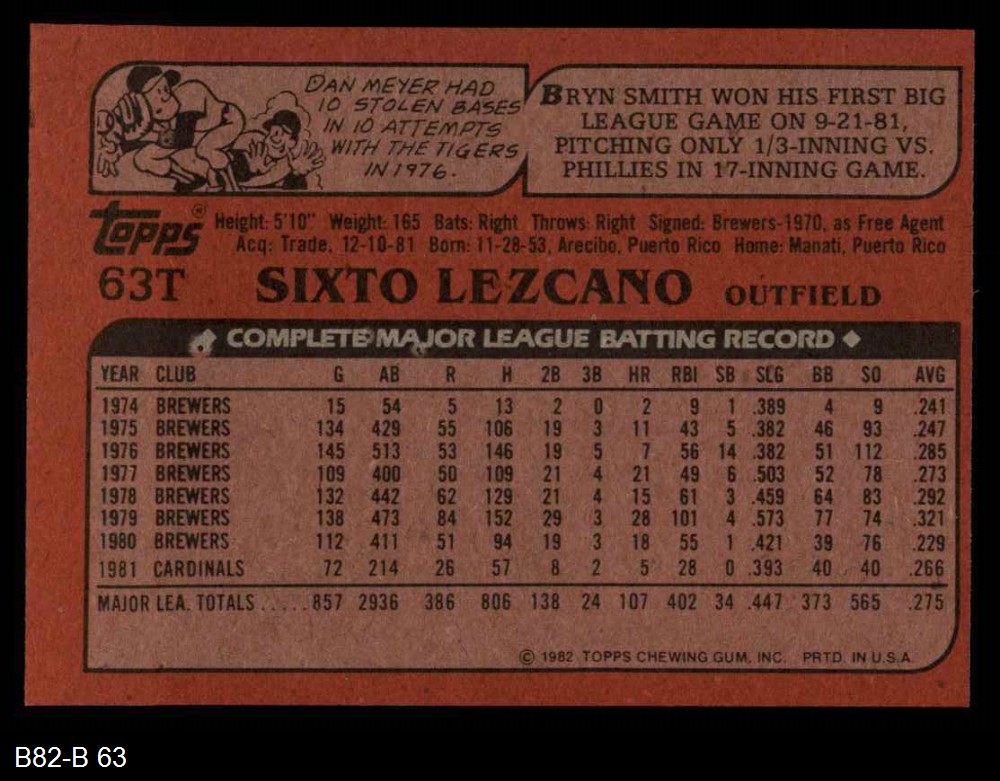 DAN MEYER HAD
10 STOLEN BASES
IN 10 ATTEMPTS
WITH THE TIGERS
IN 1976.
BRYN SMITH WON HIS FIRST BIG
LEAGUE GAME ON 9-21-81,
PITCHING ONLY 1/3-INNING VS.
PHILLIES IN 17-INNING GAME.
Topps® Height: 5'10" Weight: 165 Bats: Right Throws: Right Signed: Brewers-1970, as Free Agent
Acq: Trade, 12-10-81 Born: 11-28-53, Arecibo, Puerto Rico Home: Manati, Puerto Rico
63T SIXTO LEZCANO OUTFIELD
◆ COMPLETE MAJOR LEAGUE BATTING RECORD ◆
YEAR CLUB G AB R H 2B 3B HR RBI SB SLG BB SO AVG
1974 BREWERS 15 54 5 13 2 0 2 9 1 .389 4 9 .241
1975 BREWERS 134 429 55 106 19 3 11 43 5 .382 46 93 .247
1976 BREWERS 145 513 53 146 19 5 7 56 14 .382 51 112 .285
1977 BREWERS 109 400 50 109 21 4 21 49 6 .503 52 78 .273
1978 BREWERS 132 442 62 129 21 4 15 61 3 .459 64 83 .292
1979 BREWERS 138 473 84 152 29 3 28 101 4 .573 77 74 .321
1980 BREWERS 112 411 51 94 19 3 18 55 1 .421 39 76 .229
1981 CARDINALS 72 214 26 57 8 2 5 28 0 .393 40 40 .266
MAJOR LEA. TOTALS.....857 2936 386 806 138 24 107 402 34 .447 373 565 .275
© 1982 TOPPS CHEWING GUM, INC. PRTD. IN U.S.A.
B82-B 63